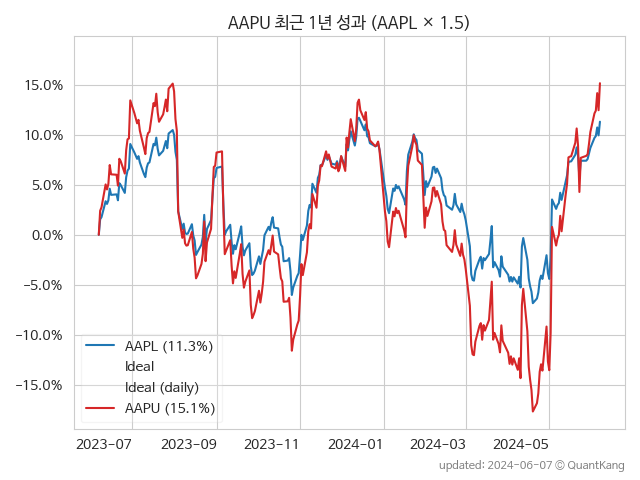 AAPU 최근 1년 성과 (AAPL × 1.5)
15.0%
10.0%
5.0%
0.0%
−5.0%
−10.0%
−15.0%
AAPL (11.3%)
Ideal
Ideal (daily)
AAPU (15.1%)
2023-07
2023-09
2023-11
2024-01
2024-03
2024-05
updated: 2024-06-07 © QuantKang